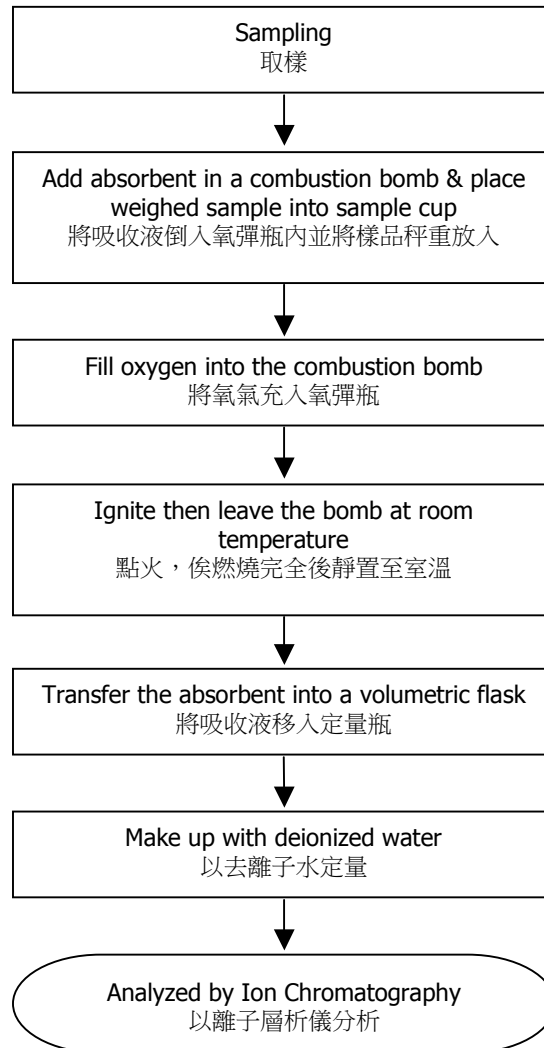 Sampling
取樣
Add absorbent in a combustion bomb & place
weighed sample into sample cup
將吸收液倒入氧彈瓶內並將樣品秤重放入
Fill oxygen into the combustion bomb
將氧氣充入氧彈瓶
Ignite then leave the bomb at room
temperature
點火，俟燃燒完全後靜置至室溫
Transfer the absorbent into a volumetric flask
將吸收液移入定量瓶
Make up with deionized water
以去離子水定量
Analyzed by Ion Chromatography
以離子層析儀分析